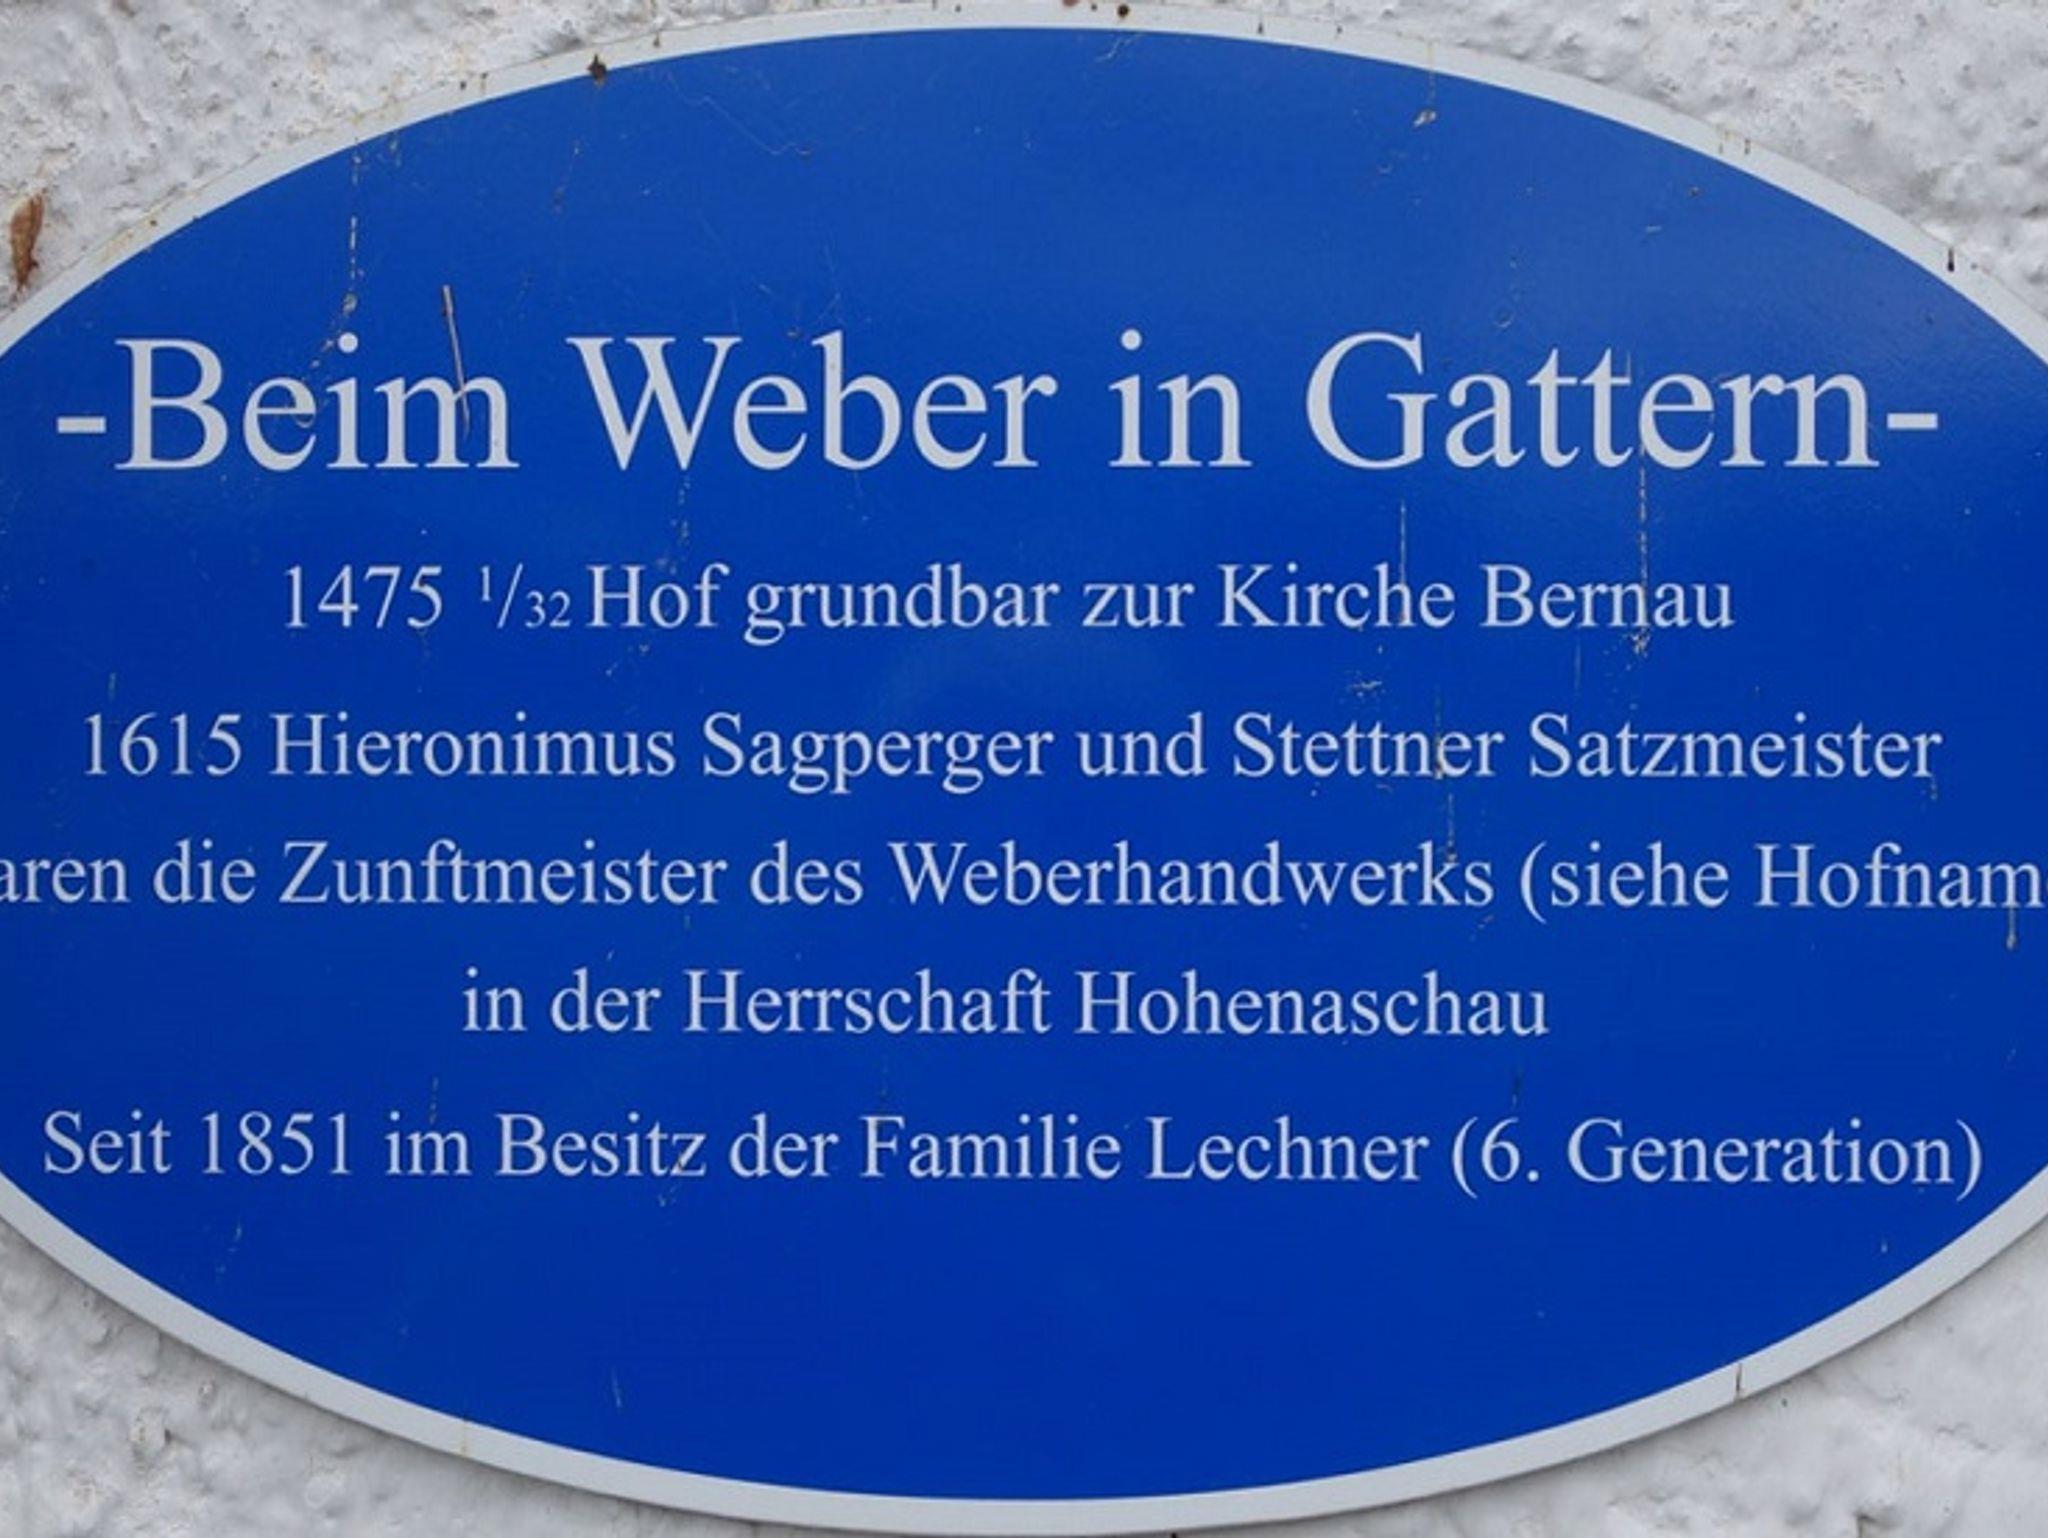 -Beim Weber in Gattern-
1475 1/32 Hof grundbar zur Kirche Bernau
1615 Hieronimus Sagperger und Stettner Satzmeister
aren die Zunftmeister des Weberhandwerks (siehe Hofname
in der Herrschaft Hohenaschau
Seit 1851 im Besitz der Familie Lechner (6. Generation)